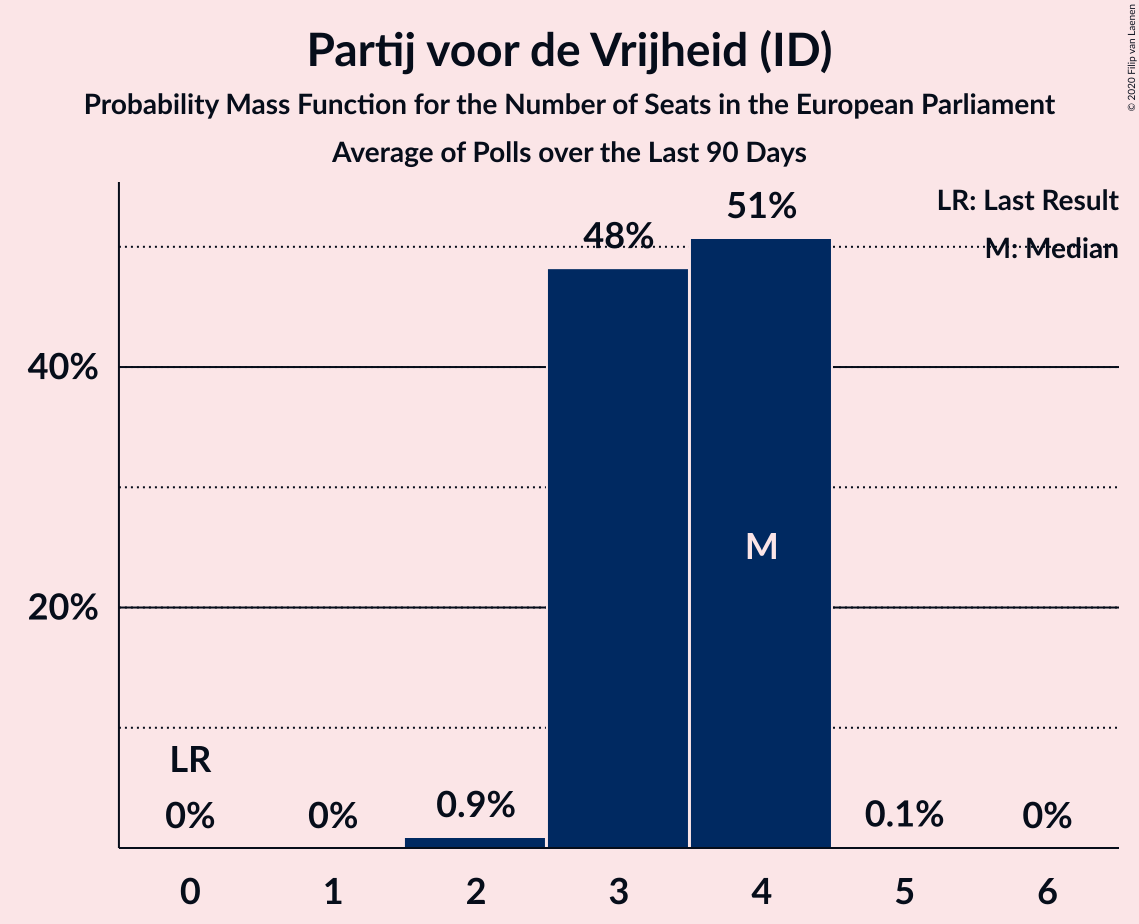 Partij voor de Vrijheid (ID)
Probability Mass Function for the Number of Seats in the European Parliament
Average of Polls over the Last 90 Days
© 2020 Filip van Laenen
LR: Last Result
M: Median
51%
48%
40%
M
20%
LR
0%
0%
0.9%
0.1%
0%
0 1 2 3 4 5 6